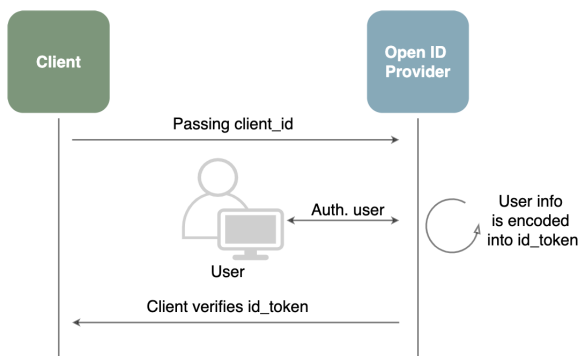 Client
Open ID
Provider
Passing client_id
Auth. user
User info
is encoded
into id_token
User
Client verifies id_token